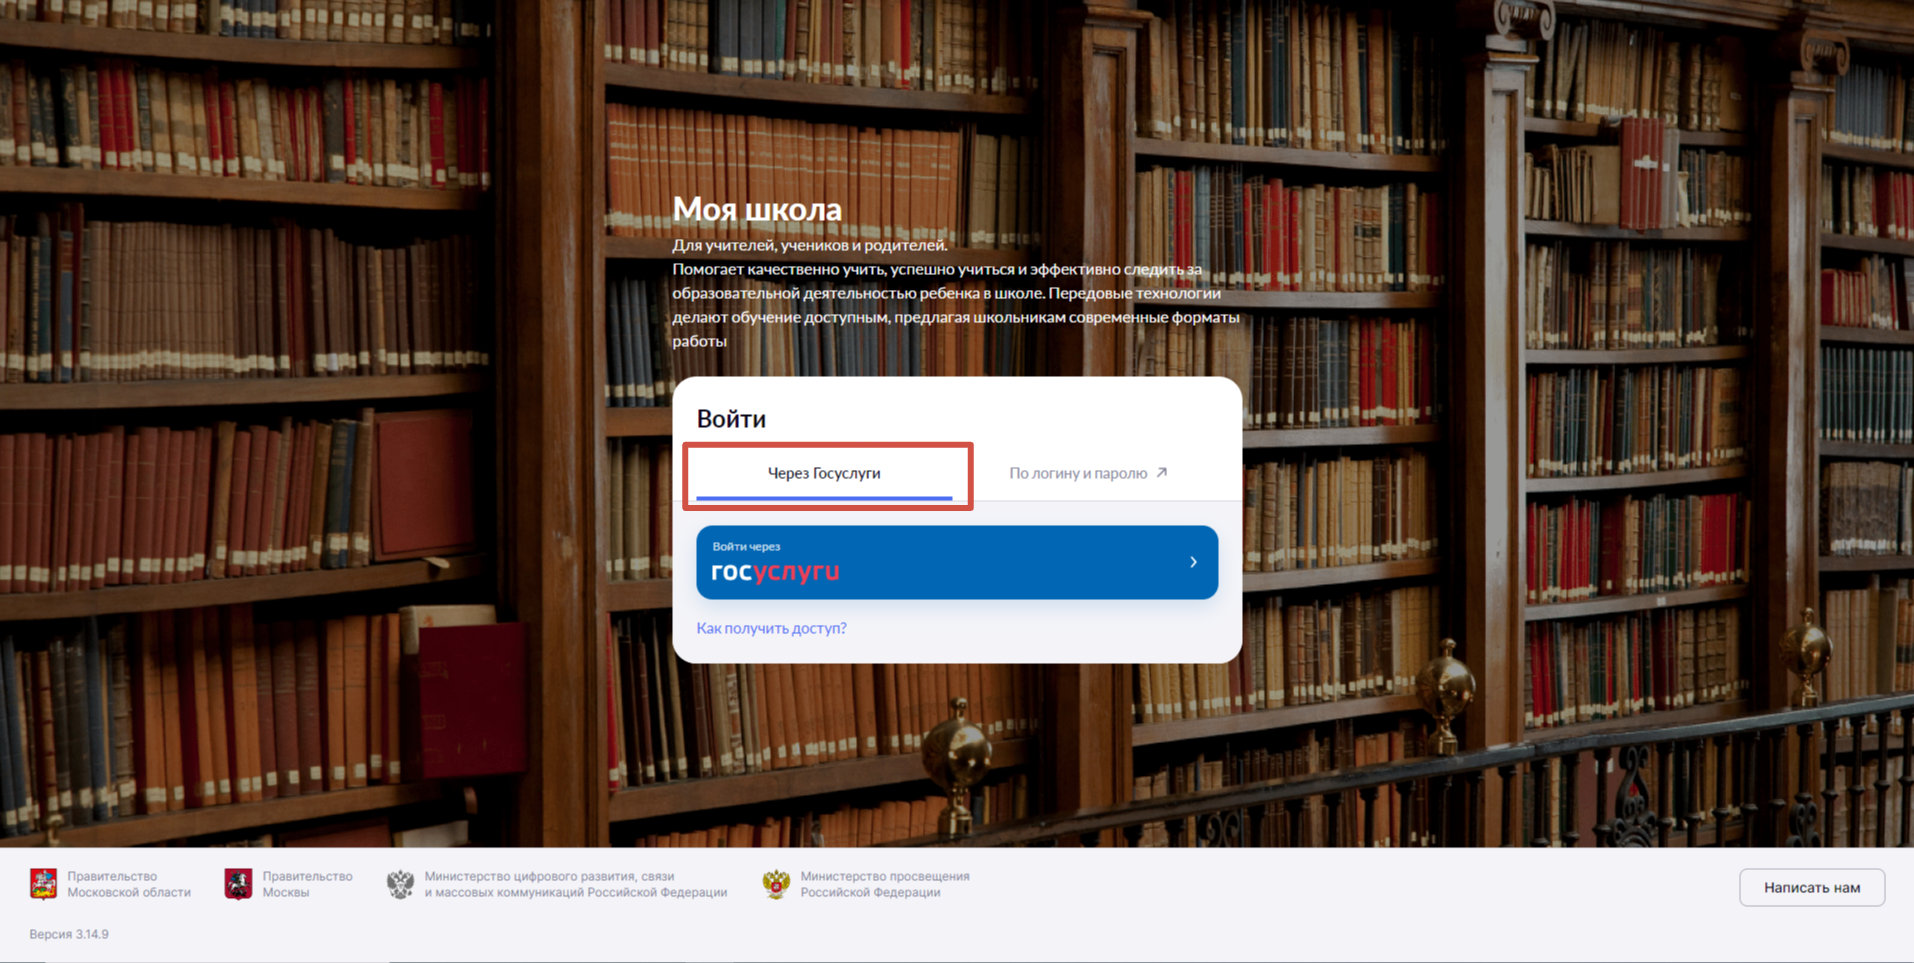 Моя школа
Для учителей, учеников и родителей.
Помогает качественно учить, успешно учиться и эффективно следить за
образовательной деятельностью ребенка в школе. Передовые технологии
делают обучение доступным, предлагая школьникам современные форматы
работы
Войти
Через Госуслуги
По логину и паролю
Войти через
госуслуги
Как получить доступ?
Правительство
Московской области
Правительство
Москвы
Министерство цифрового развития, связи
и массовых коммуникаций Российской Федерации
Министерство просвещения
Российской Федерации
Написать нам
Версия 3.14.9